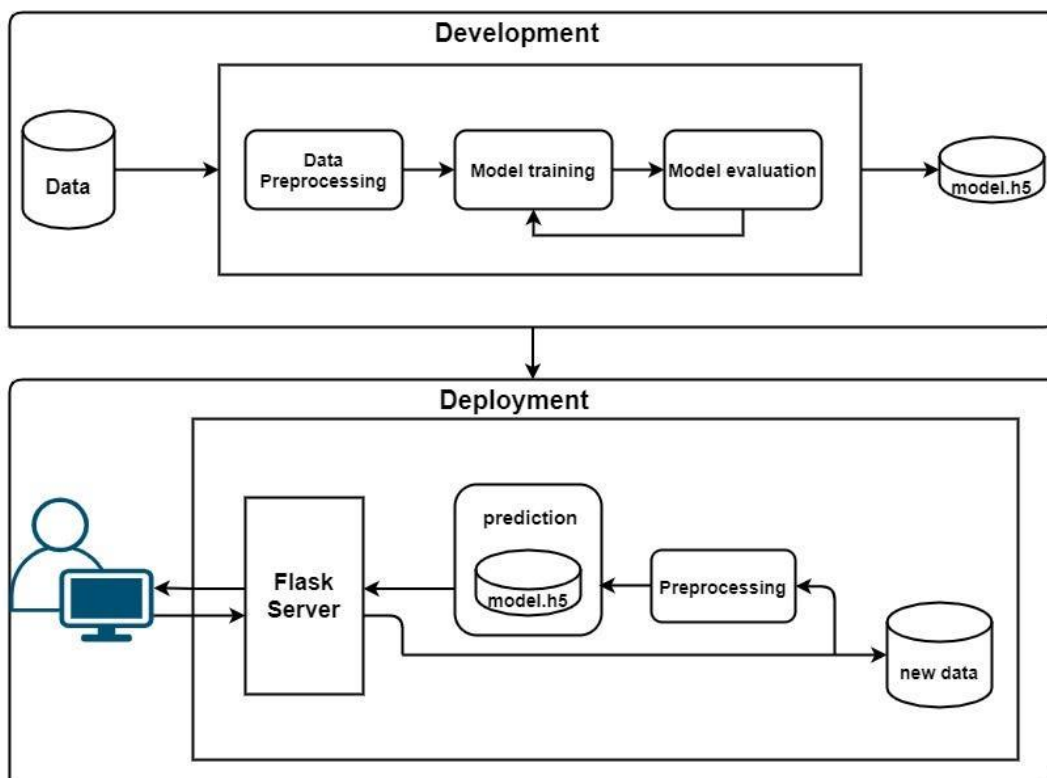 Development
Data
Data
Preprocessing
Model training
Model evaluation
model.h5
Deployment
Flask
Server
prediction
model.h5
Preprocessing
new data